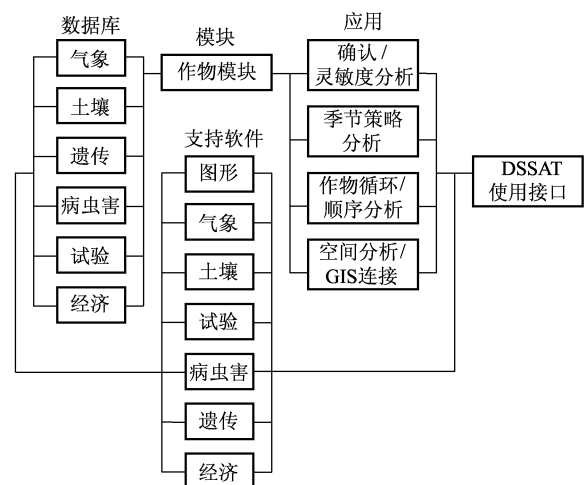 数据库
气象
土壤
遗传
病虫害
试验
经济
模块
作物模块
支持软件
图形
气象
土壤
试验
病虫害
遗传
经济
应用
确认/
灵敏度分析
季节策略
分析
作物循环/
顺序分析
空间分析/
GIS连接
DSSAT
使用接口